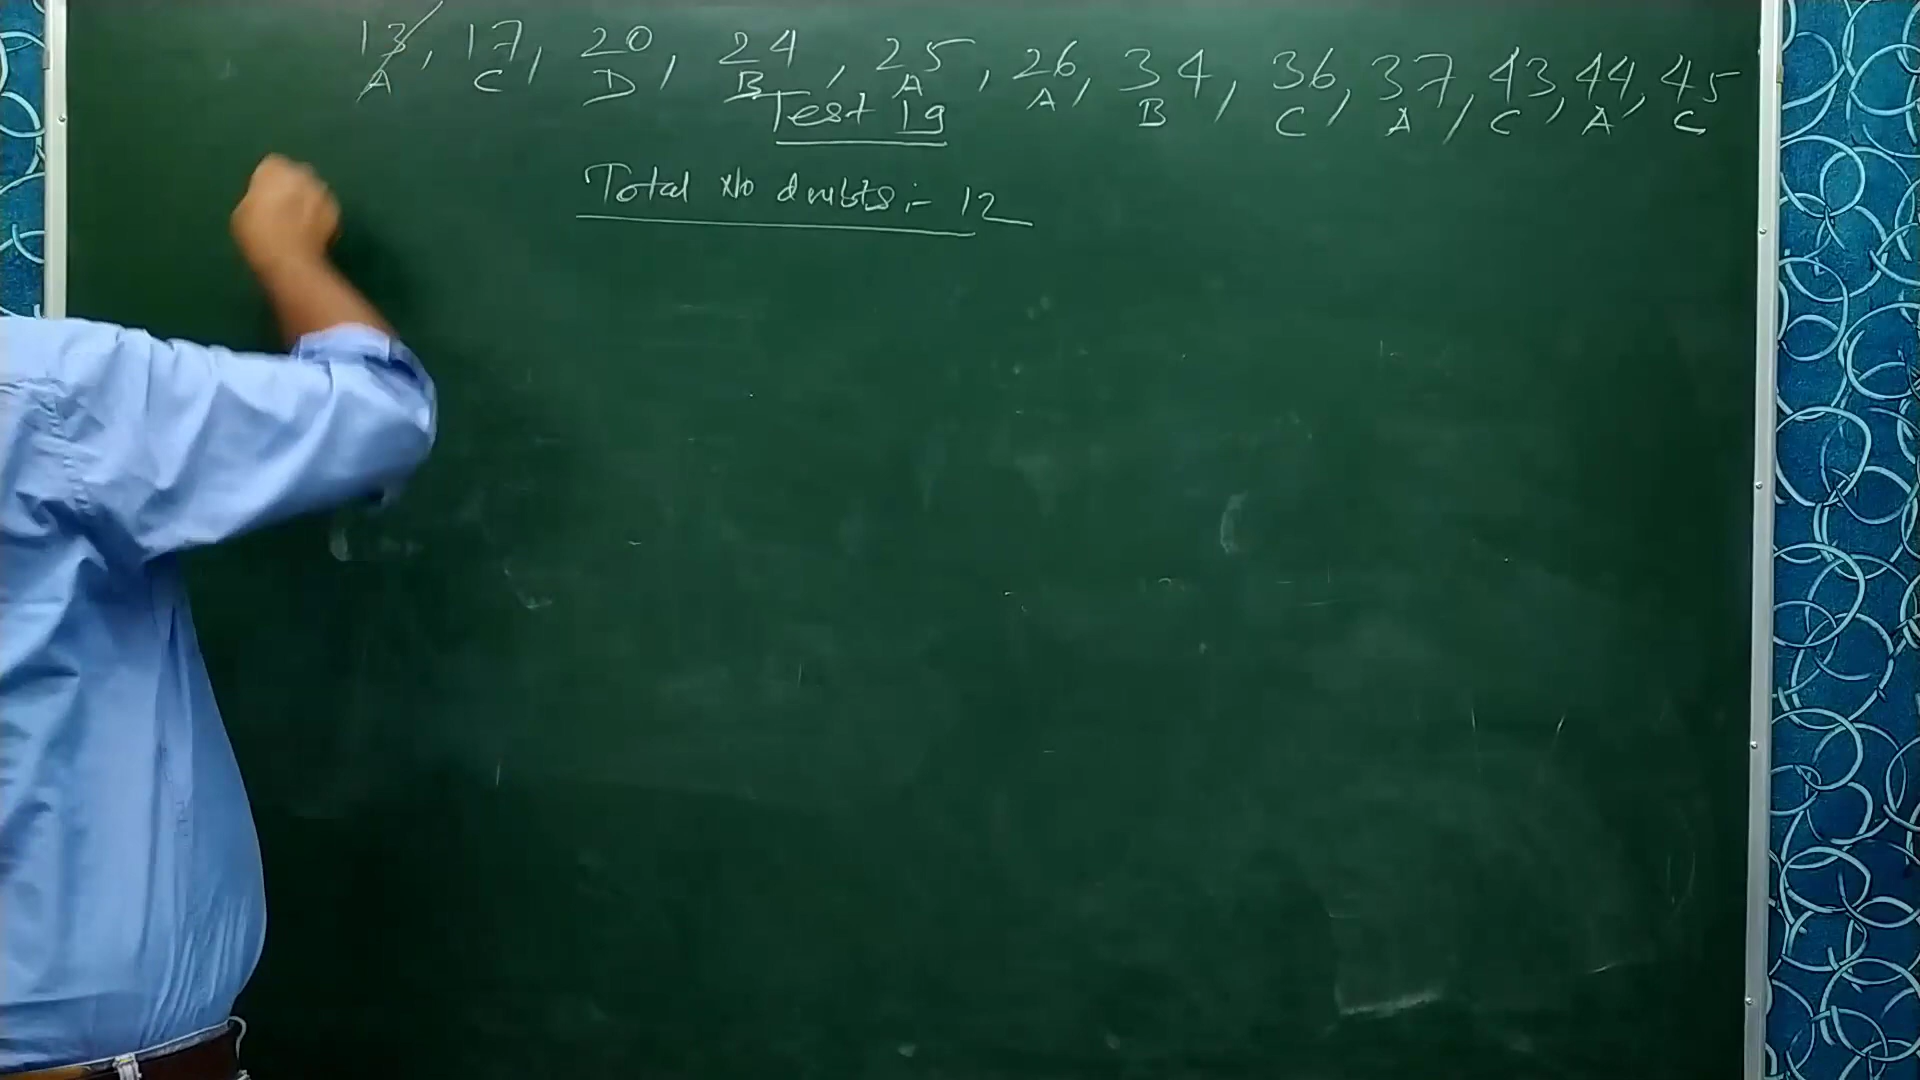 13, 17, 20, 24, 25, 26, 34, 36, 37, 43, 44, 45
A C D B A A B C A C A C
Test 19
Total No doubts :- 12